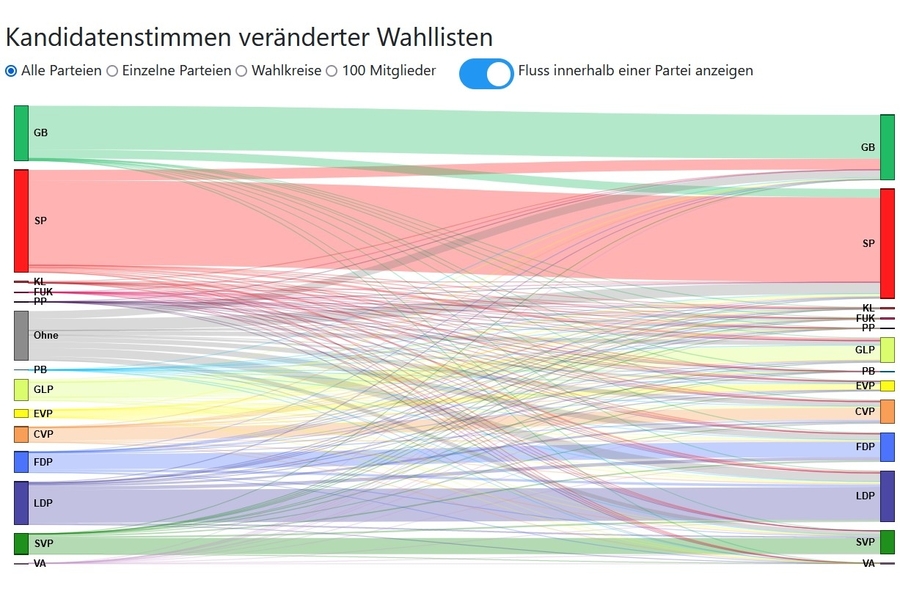 Kandidatenstimmen veränderter Wahllisten
Alle Parteien Einzelne Parteien Wahlkreise 100 Mitglieder Fluss innerhalb einer Partei anzeigen
GB
SP
KL
FUK
PP
Ohne
PB
GLP
EVP
CVP
FDP
LDP
SVP
VA
GB
SP
KL
FUK
PP
GLP
PB
EVP
CVP
FDP
LDP
SVP
VA